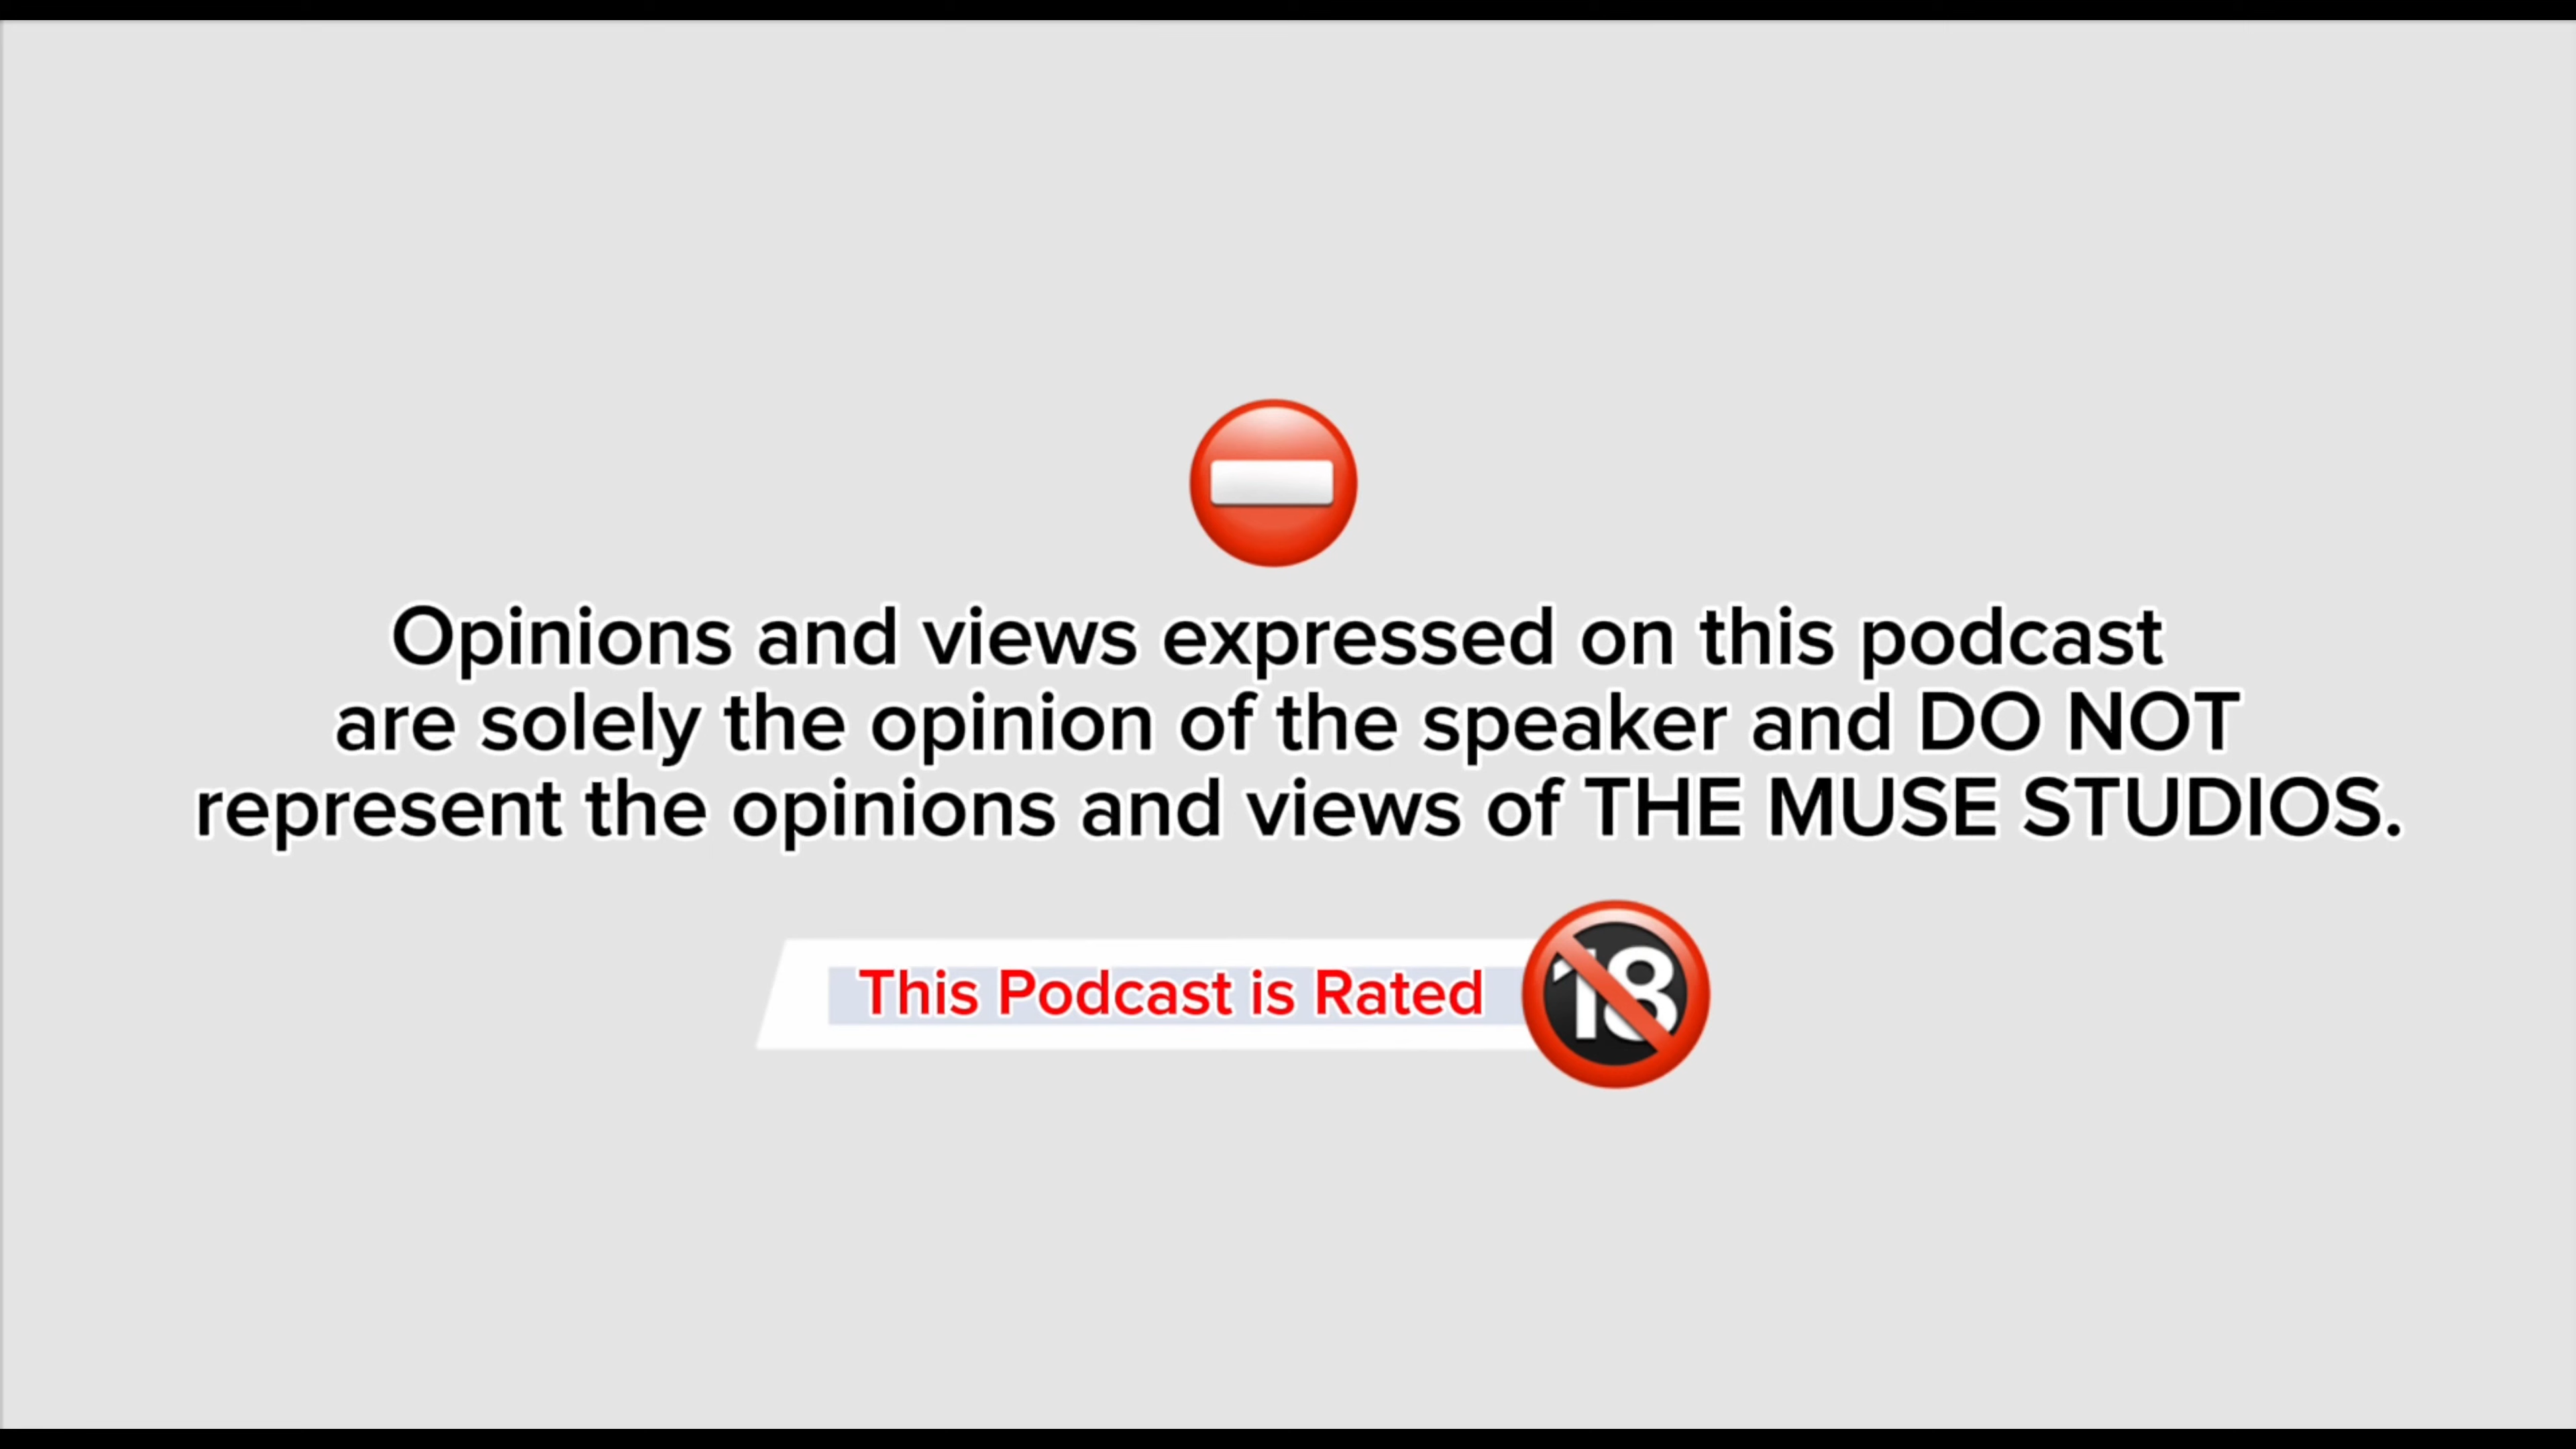 Opinions and views expressed on this podcast
are solely the opinion of the speaker and DO NOT
represent the opinions and views of THE MUSE STUDIOS.
This Podcast is Rated 18